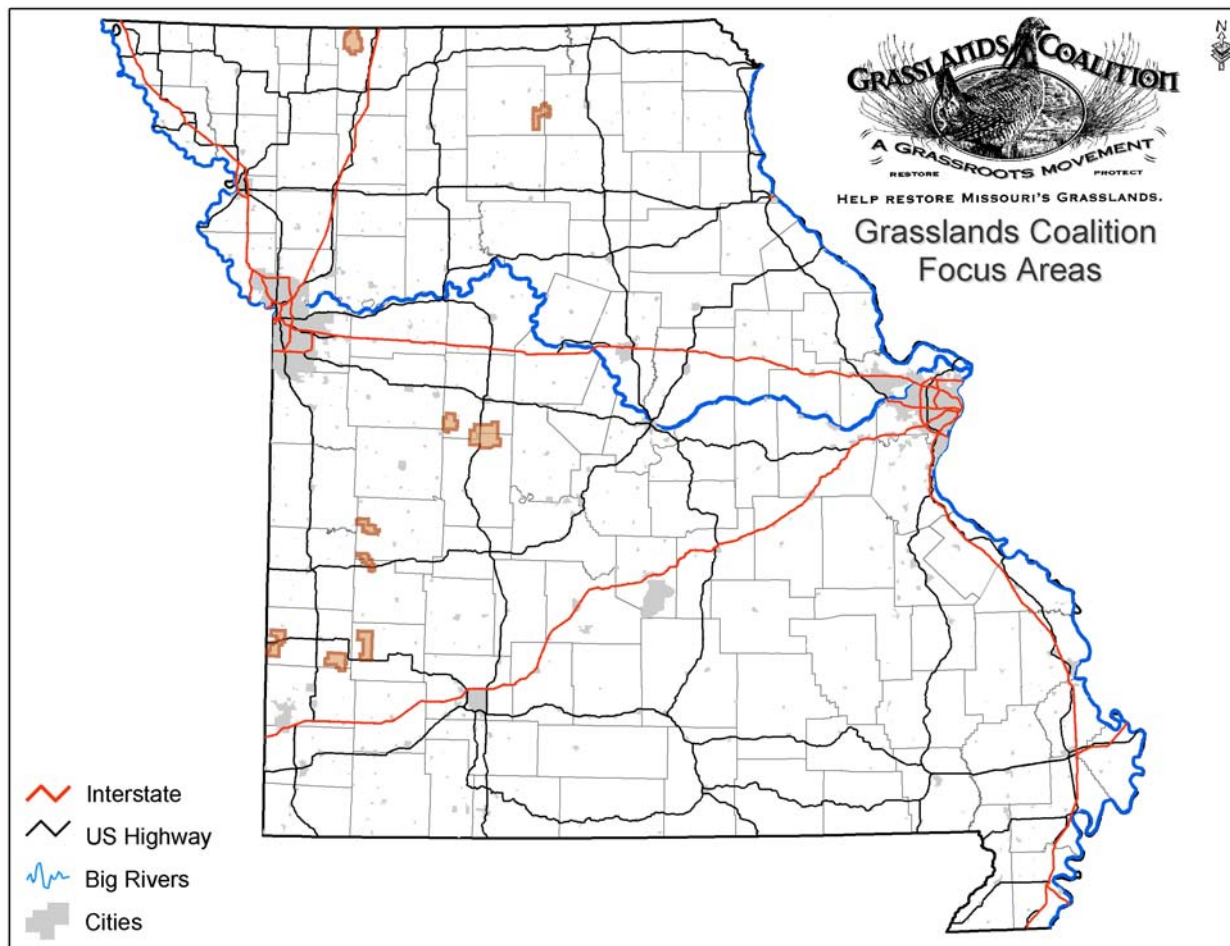 N
GRASSLANDS COALITION
A GRASSROOTS MOVEMENT
RESTORE PROTECT
HELP RESTORE MISSOURI'S GRASSLANDS.
Grasslands Coalition
Focus Areas
Interstate
US Highway
Big Rivers
Cities